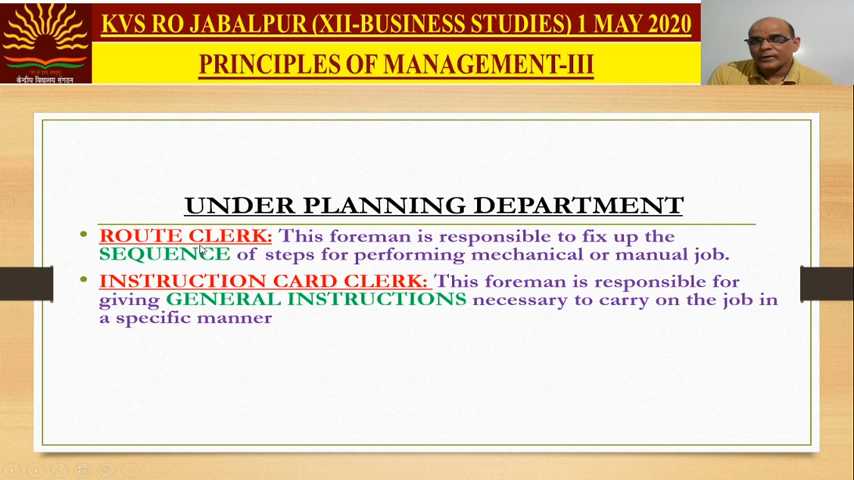 KVS RO JABALPUR (XII-BUSINESS STUDIES) 1 MAY 2020
PRINCIPLES OF MANAGEMENT-III
केन्द्रीय विद्यालय संगठन
UNDER PLANNING DEPARTMENT
• ROUTE CLERK: This foreman is responsible to fix up the
SEQUENCE of steps for performing mechanical or manual job.
• INSTRUCTION CARD CLERK: This foreman is responsible for
giving GENERAL INSTRUCTIONS necessary to carry on the job in
a specific manner